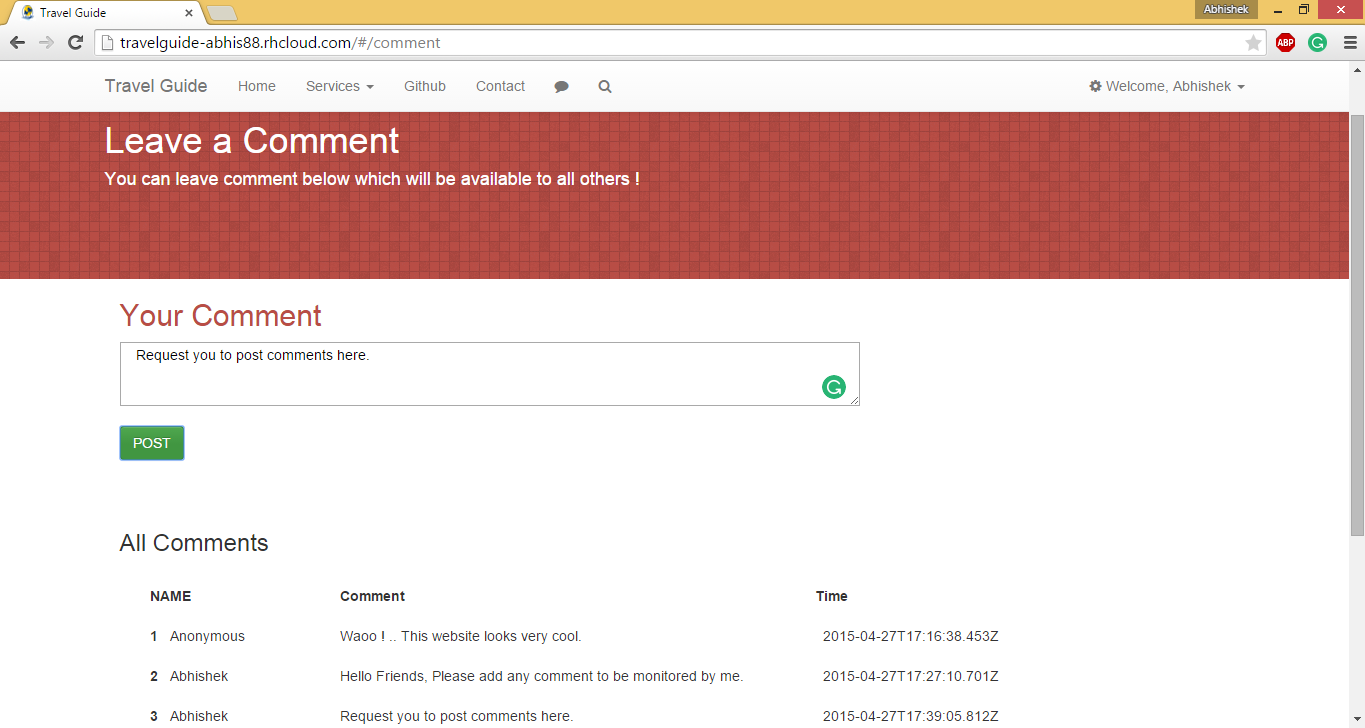 Travel Guide
Abhishek
travelguide-abhis88.rhcloud.com/#/comment
ABP
G
Travel Guide Home Services Github Contact Welcome, Abhishek
Leave a Comment
You can leave comment below which will be available to all others !
Your Comment
Request you to post comments here.
G
POST
All Comments
NAME Comment Time
1 Anonymous Waoo ! .. This website looks very cool. 2015-04-27T17:16:38.453Z
2 Abhishek Hello Friends, Please add any comment to be monitored by me. 2015-04-27T17:27:10.701Z
3 Abhishek Request you to post comments here. 2015-04-27T17:39:05.812Z